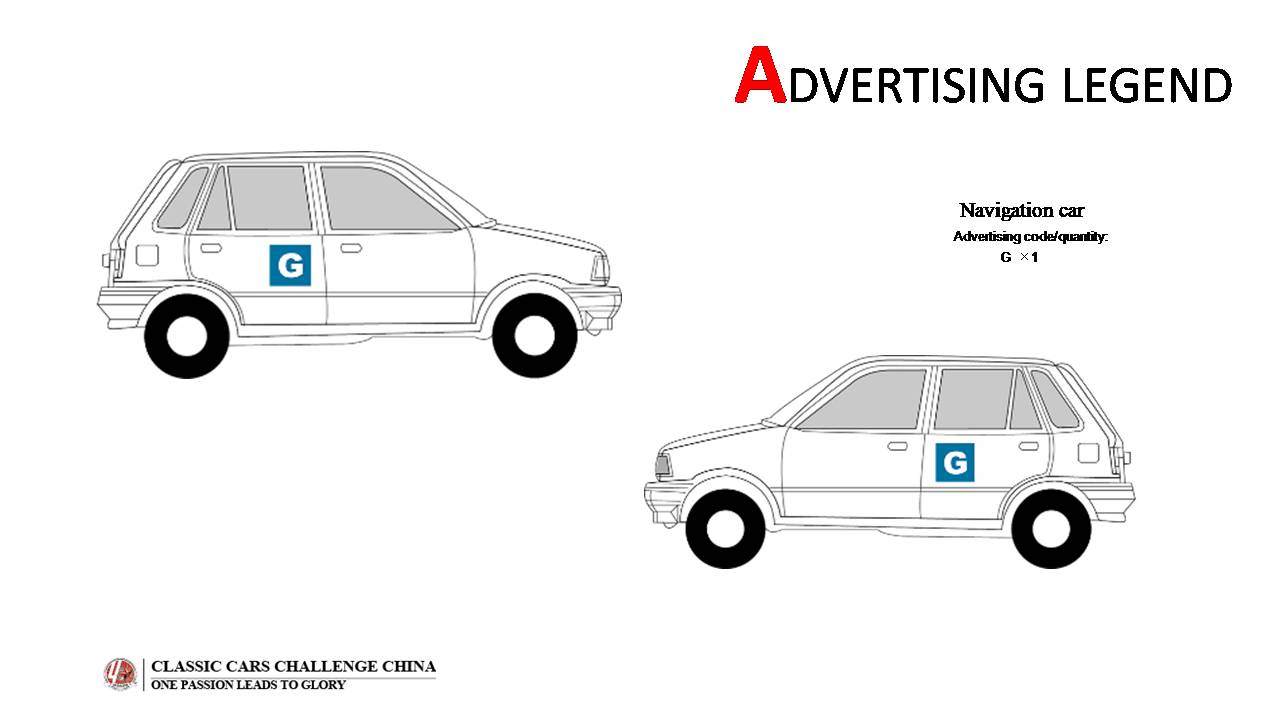 ADVERTISING LEGEND
Navigation car
Advertising code/quantity:
G ×1
G
G
CLASSIC CARS CHALLENGE CHINA
ONE PASSION LEADS TO GLORY